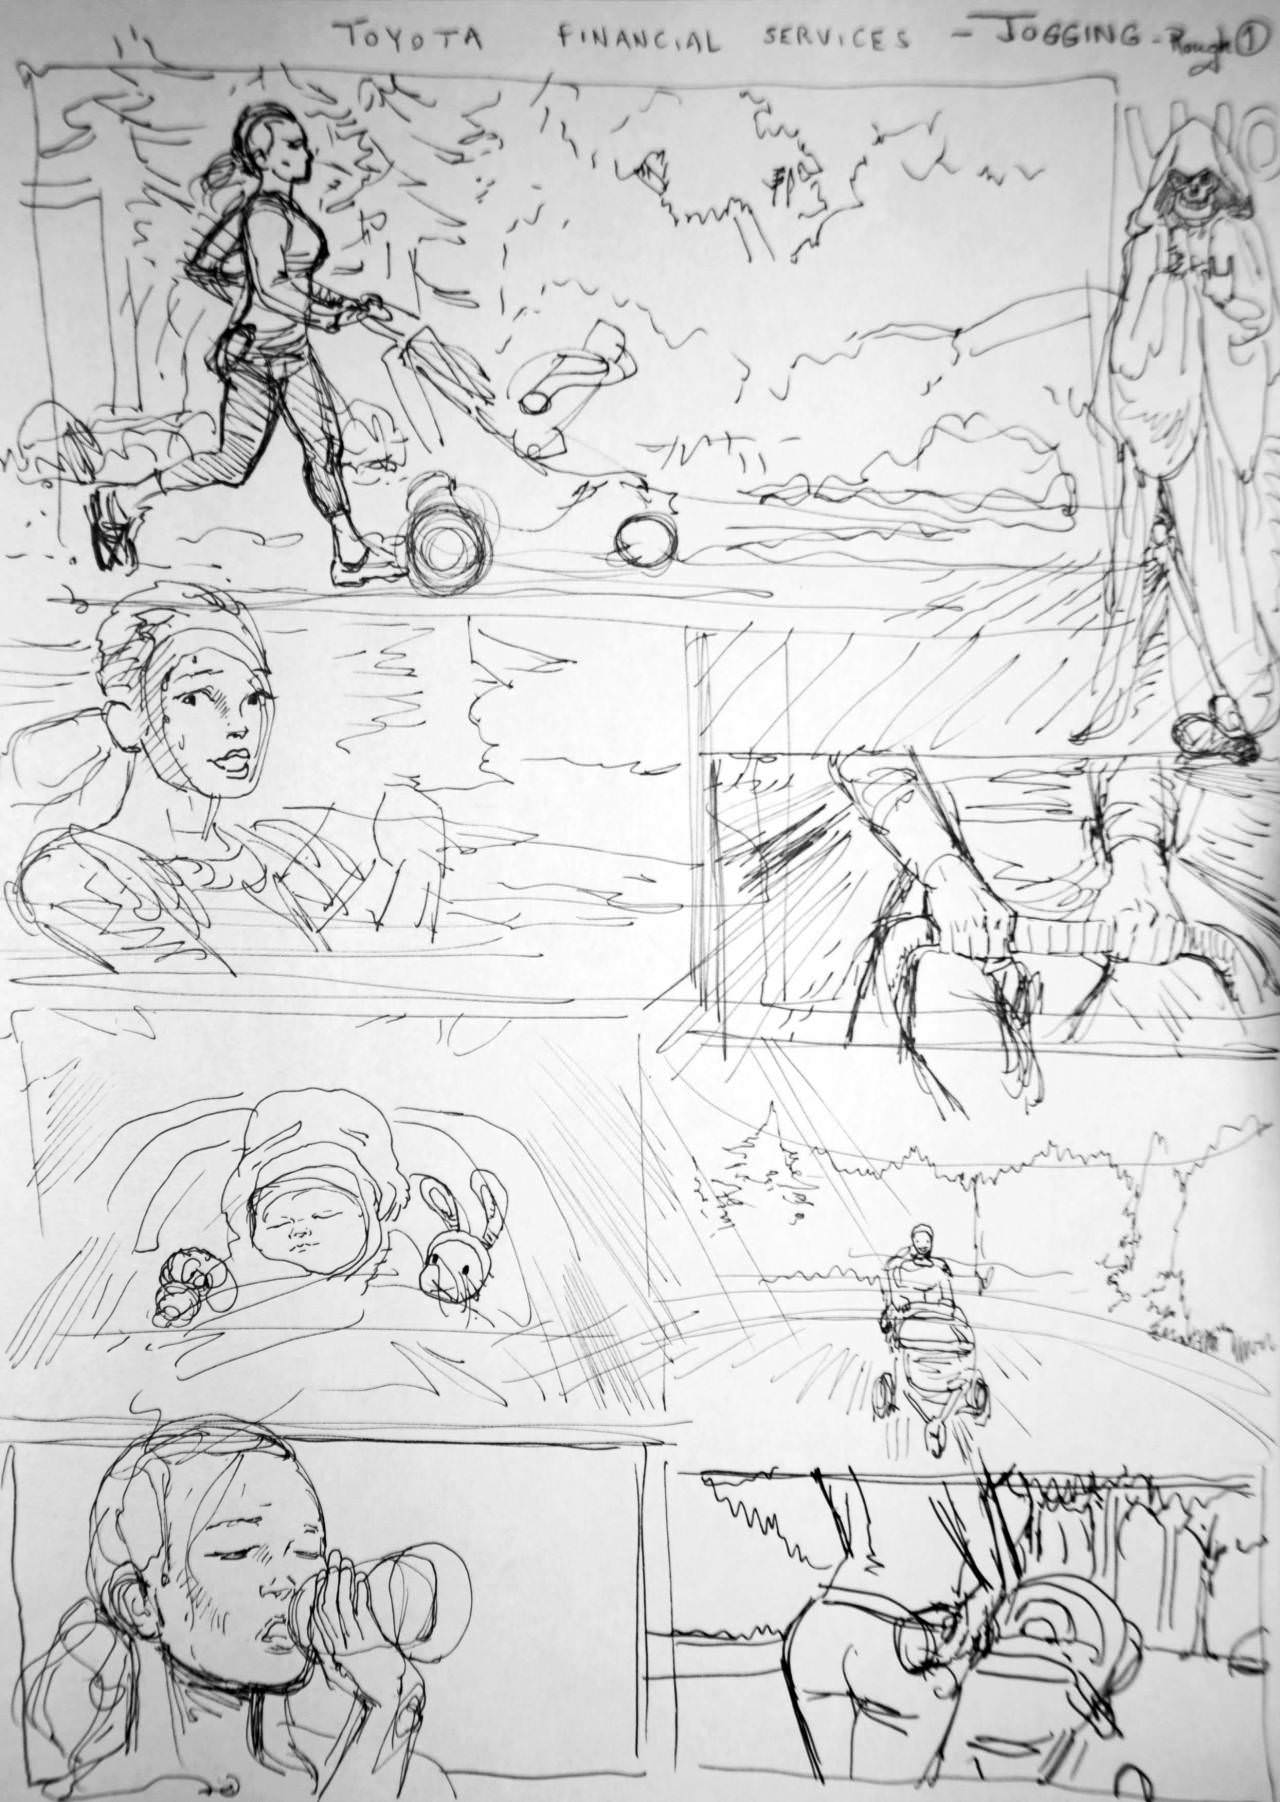 TOYOTA FINANCIAL SERVICES - JOGGING - Rough ①